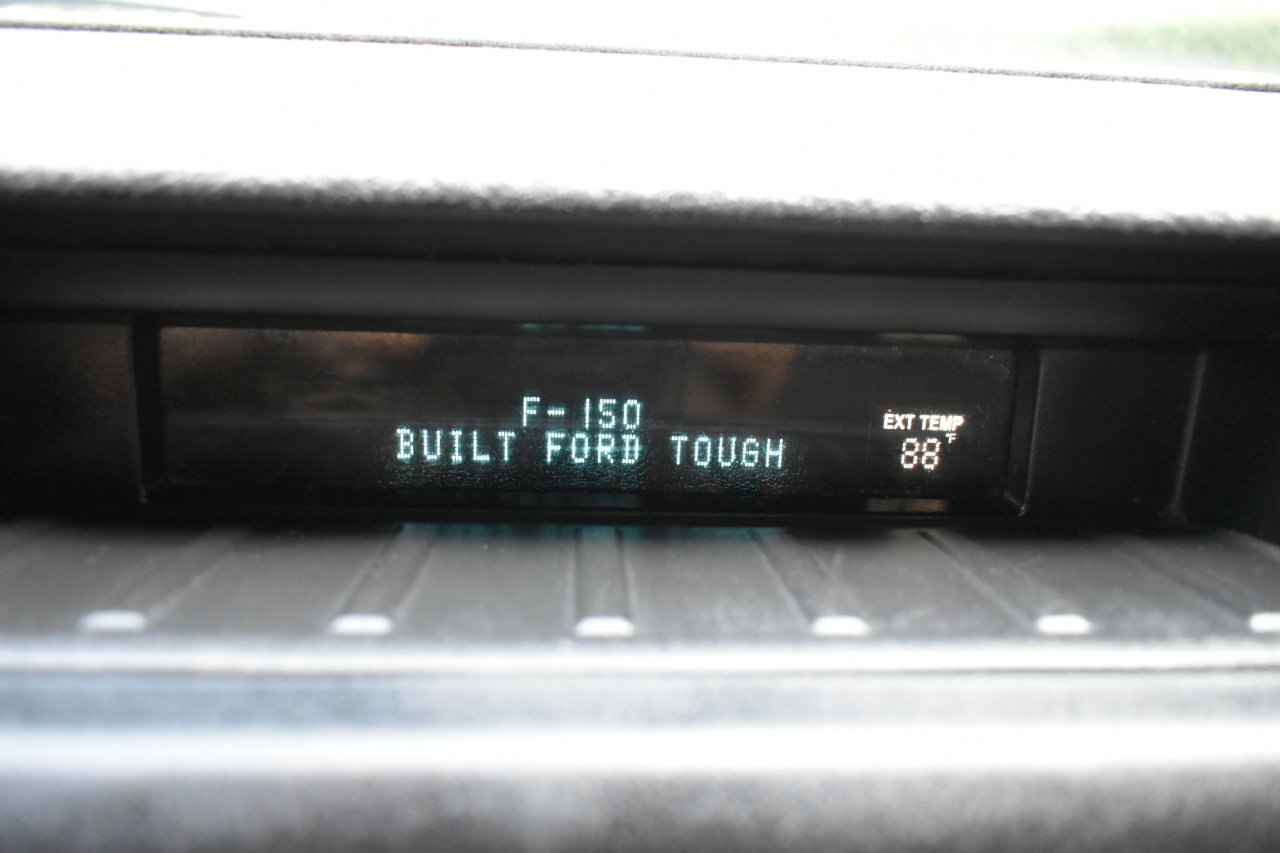 F-150
BUILT FORD TOUGH
EXT TEMP
88°F